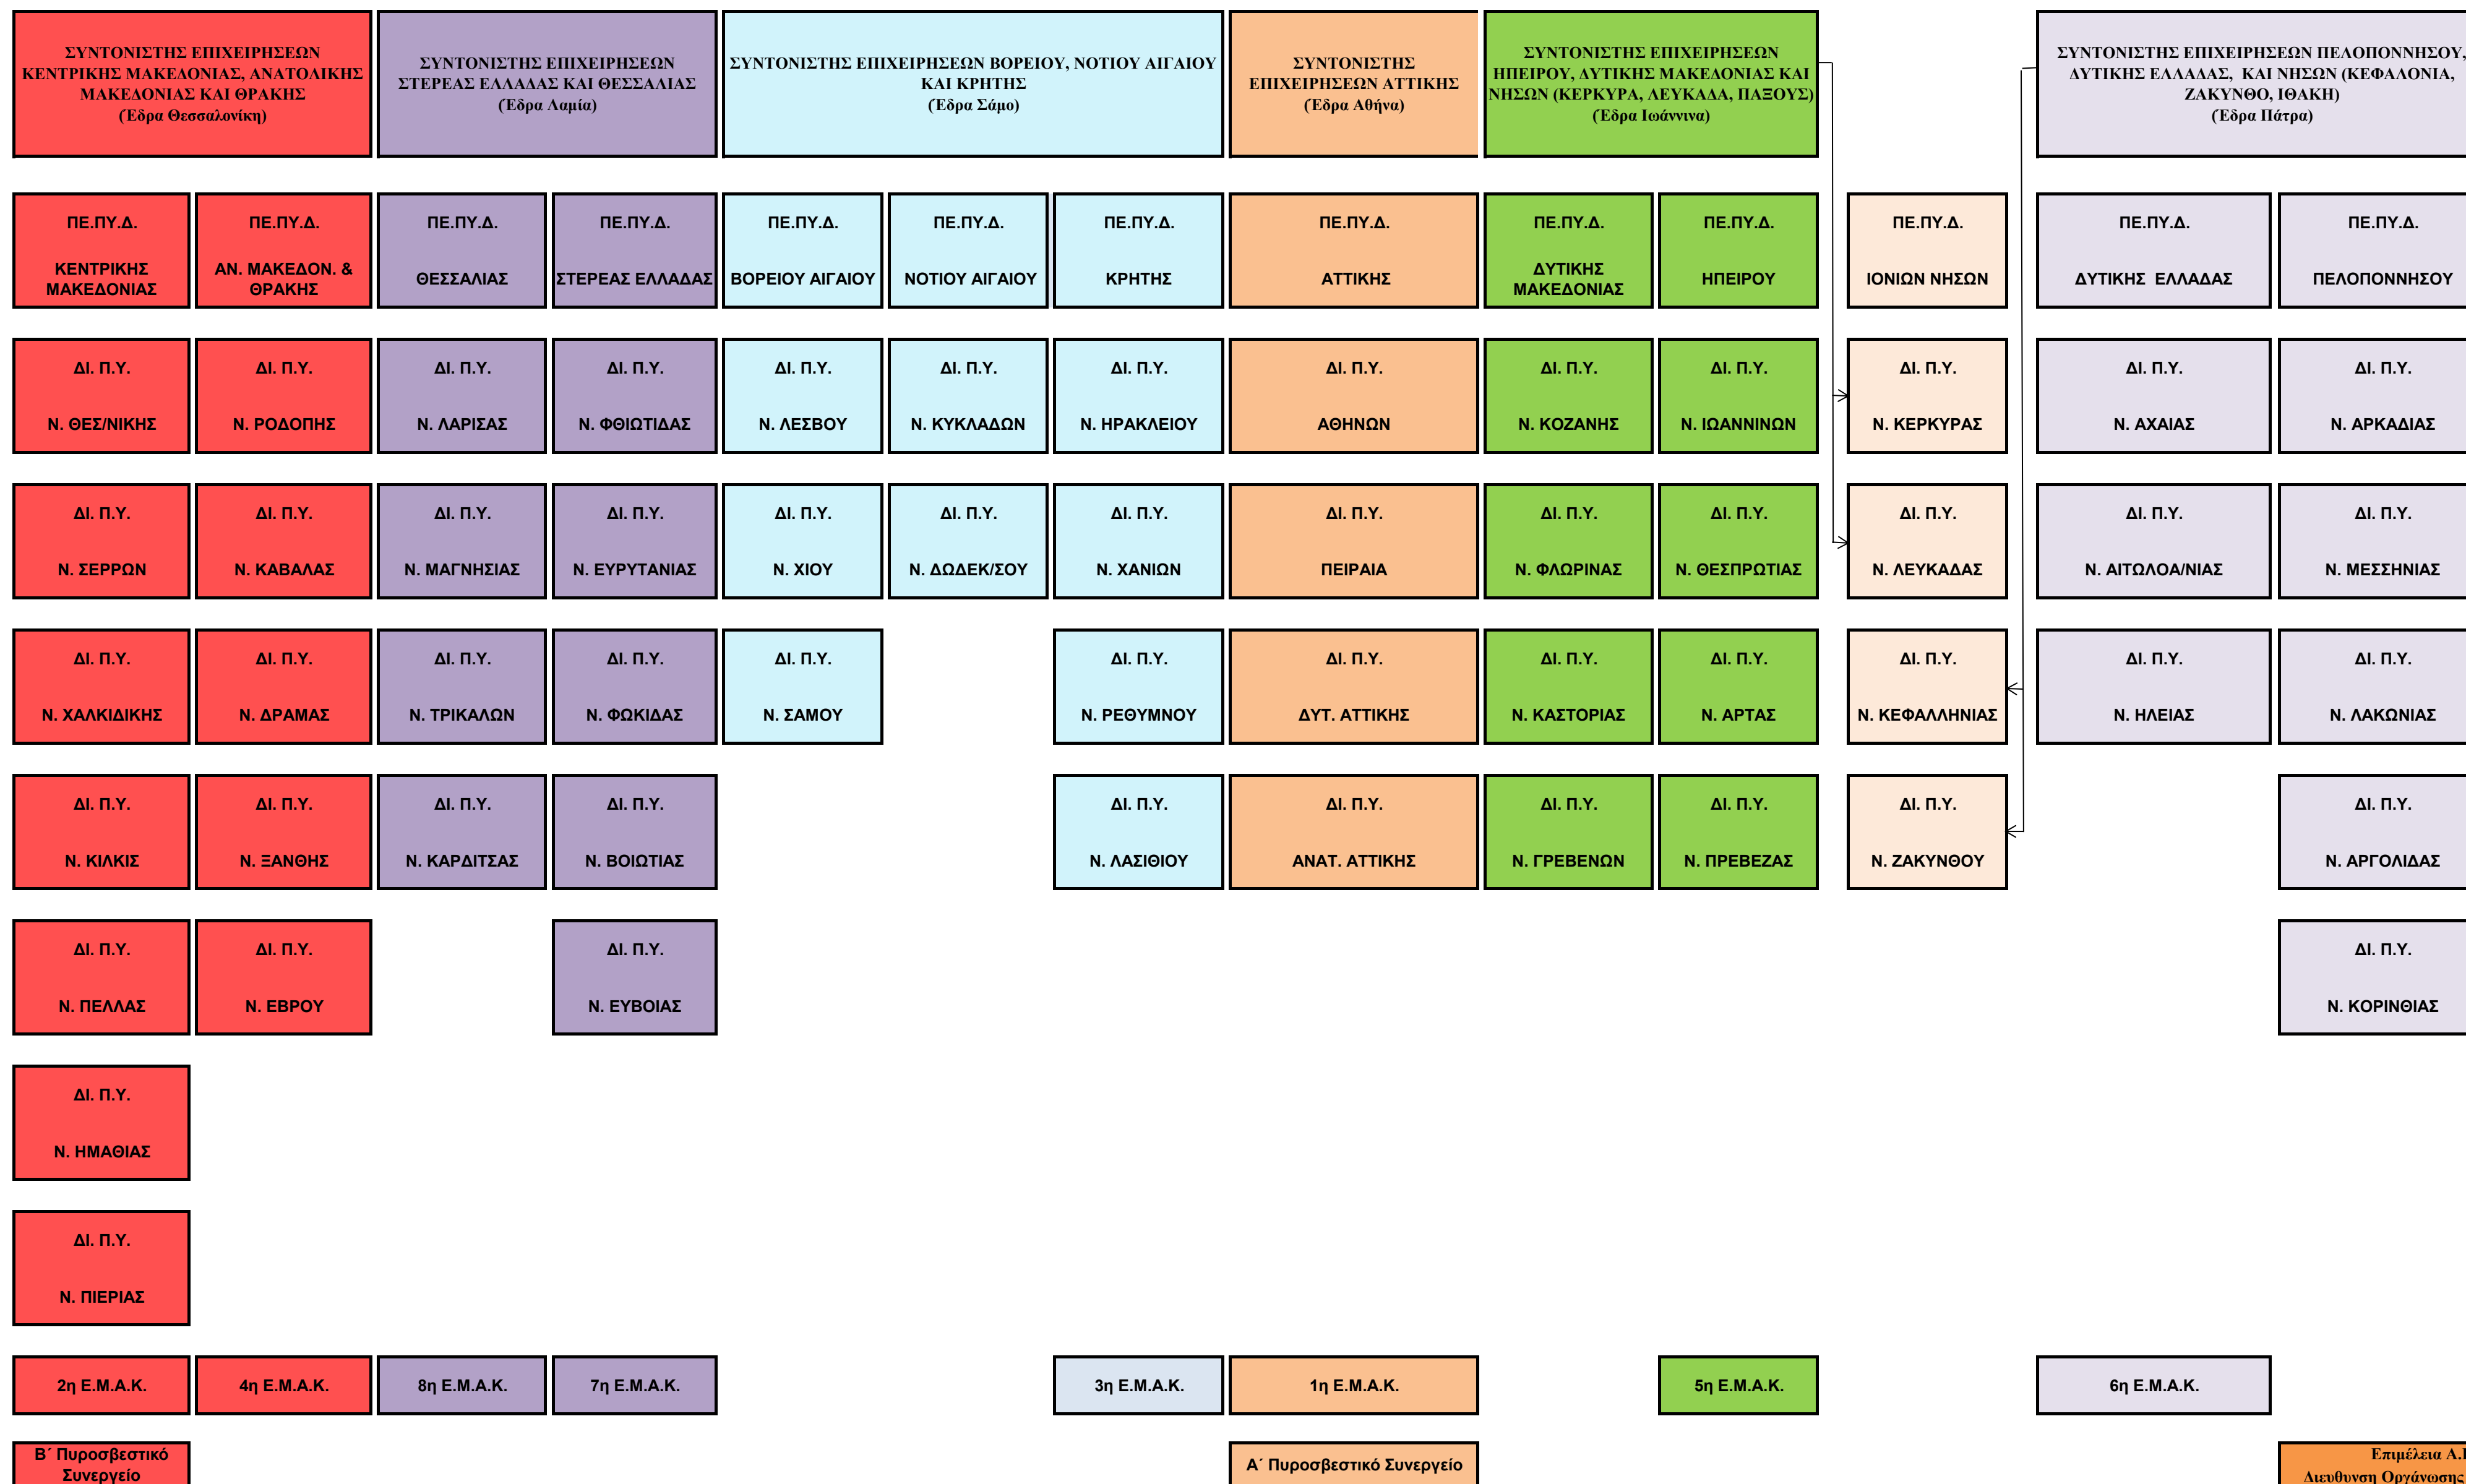 ΣΥΝΤΟΝΙΣΤΗΣ ΕΠΙΧΕΙΡΗΣΕΩΝ
ΚΕΝΤΡΙΚΗΣ ΜΑΚΕΔΟΝΙΑΣ, ΑΝΑΤΟΛΙΚΗΣ
ΜΑΚΕΔΟΝΙΑΣ ΚΑΙ ΘΡΑΚΗΣ
(Έδρα Θεσσαλονίκη)
ΣΥΝΤΟΝΙΣΤΗΣ ΕΠΙΧΕΙΡΗΣΕΩΝ
ΣΤΕΡΕΑΣ ΕΛΛΑΔΑΣ ΚΑΙ ΘΕΣΣΑΛΙΑΣ
(Έδρα Λαμία)
ΣΥΝΤΟΝΙΣΤΗΣ ΕΠΙΧΕΙΡΗΣΕΩΝ ΒΟΡΕΙΟΥ, ΝΟΤΙΟΥ ΑΙΓΑΙΟΥ
ΚΑΙ ΚΡΗΤΗΣ
(Έδρα Σάμο)
ΣΥΝΤΟΝΙΣΤΗΣ
ΕΠΙΧΕΙΡΗΣΕΩΝ ΑΤΤΙΚΗΣ
(Έδρα Αθήνα)
ΣΥΝΤΟΝΙΣΤΗΣ ΕΠΙΧΕΙΡΗΣΕΩΝ
ΗΠΕΙΡΟΥ, ΔΥΤΙΚΗΣ ΜΑΚΕΔΟΝΙΑΣ ΚΑΙ
ΝΗΣΩΝ (ΚΕΡΚΥΡΑ, ΛΕΥΚΑΔΑ, ΠΑΞΟΥΣ)
(Έδρα Ιωάννινα)
ΣΥΝΤΟΝΙΣΤΗΣ ΕΠΙΧΕΙΡΗΣΕΩΝ ΠΕΛΟΠΟΝΝΗΣΟΥ,
ΔΥΤΙΚΗΣ ΕΛΛΑΔΑΣ, ΚΑΙ ΝΗΣΩΝ (ΚΕΦΑΛΟΝΙΑ,
ΖΑΚΥΝΘΟ, ΙΘΑΚΗ)
(Έδρα Πάτρα)
ΠΕ.ΠΥ.Δ.
ΚΕΝΤΡΙΚΗΣ
ΜΑΚΕΔΟΝΙΑΣ
ΠΕ.ΠΥ.Δ.
ΑΝ. ΜΑΚΕΔΟΝ. &
ΘΡΑΚΗΣ
ΠΕ.ΠΥ.Δ.
ΘΕΣΣΑΛΙΑΣ
ΠΕ.ΠΥ.Δ.
ΣΤΕΡΕΑΣ ΕΛΛΑΔΑΣ
ΠΕ.ΠΥ.Δ.
ΒΟΡΕΙΟΥ ΑΙΓΑΙΟΥ
ΠΕ.ΠΥ.Δ.
ΝΟΤΙΟΥ ΑΙΓΑΙΟΥ
ΠΕ.ΠΥ.Δ.
ΚΡΗΤΗΣ
ΠΕ.ΠΥ.Δ.
ΑΤΤΙΚΗΣ
ΠΕ.ΠΥ.Δ.
ΔΥΤΙΚΗΣ
ΜΑΚΕΔΟΝΙΑΣ
ΠΕ.ΠΥ.Δ.
ΗΠΕΙΡΟΥ
ΠΕ.ΠΥ.Δ.
ΙΟΝΙΩΝ ΝΗΣΩΝ
ΠΕ.ΠΥ.Δ.
ΔΥΤΙΚΗΣ ΕΛΛΑΔΑΣ
ΠΕ.ΠΥ.Δ.
ΠΕΛΟΠΟΝΝΗΣΟΥ
ΔΙ. Π.Υ.
Ν. ΘΕΣ/ΝΙΚΗΣ
ΔΙ. Π.Υ.
Ν. ΡΟΔΟΠΗΣ
ΔΙ. Π.Υ.
Ν. ΛΑΡΙΣΑΣ
ΔΙ. Π.Υ.
Ν. ΦΘΙΩΤΙΔΑΣ
ΔΙ. Π.Υ.
Ν. ΛΕΣΒΟΥ
ΔΙ. Π.Υ.
Ν. ΚΥΚΛΑΔΩΝ
ΔΙ. Π.Υ.
Ν. ΗΡΑΚΛΕΙΟΥ
ΔΙ. Π.Υ.
ΑΘΗΝΩΝ
ΔΙ. Π.Υ.
Ν. ΚΟΖΑΝΗΣ
ΔΙ. Π.Υ.
Ν. ΙΩΑΝΝΙΝΩΝ
ΔΙ. Π.Υ.
Ν. ΚΕΡΚΥΡΑΣ
ΔΙ. Π.Υ.
Ν. ΑΧΑΙΑΣ
ΔΙ. Π.Υ.
Ν. ΑΡΚΑΔΙΑΣ
ΔΙ. Π.Υ.
Ν. ΣΕΡΡΩΝ
ΔΙ. Π.Υ.
Ν. ΚΑΒΑΛΑΣ
ΔΙ. Π.Υ.
Ν. ΜΑΓΝΗΣΙΑΣ
ΔΙ. Π.Υ.
Ν. ΕΥΡΥΤΑΝΙΑΣ
ΔΙ. Π.Υ.
Ν. ΧΙΟΥ
ΔΙ. Π.Υ.
Ν. ΔΩΔΕΚ/ΣΟΥ
ΔΙ. Π.Υ.
Ν. ΧΑΝΙΩΝ
ΔΙ. Π.Υ.
ΠΕΙΡΑΙΑ
ΔΙ. Π.Υ.
Ν. ΦΛΩΡΙΝΑΣ
ΔΙ. Π.Υ.
Ν. ΘΕΣΠΡΩΤΙΑΣ
ΔΙ. Π.Υ.
Ν. ΛΕΥΚΑΔΑΣ
ΔΙ. Π.Υ.
Ν. ΑΙΤΩΛΟΑ/ΝΙΑΣ
ΔΙ. Π.Υ.
Ν. ΜΕΣΣΗΝΙΑΣ
ΔΙ. Π.Υ.
Ν. ΧΑΛΚΙΔΙΚΗΣ
ΔΙ. Π.Υ.
Ν. ΔΡΑΜΑΣ
ΔΙ. Π.Υ.
Ν. ΤΡΙΚΑΛΩΝ
ΔΙ. Π.Υ.
Ν. ΦΩΚΙΔΑΣ
ΔΙ. Π.Υ.
Ν. ΣΑΜΟΥ
ΔΙ. Π.Υ.
Ν. ΡΕΘΥΜΝΟΥ
ΔΙ. Π.Υ.
ΔΥΤ. ΑΤΤΙΚΗΣ
ΔΙ. Π.Υ.
Ν. ΚΑΣΤΟΡΙΑΣ
ΔΙ. Π.Υ.
Ν. ΑΡΤΑΣ
ΔΙ. Π.Υ.
Ν. ΚΕΦΑΛΛΗΝΙΑΣ
ΔΙ. Π.Υ.
Ν. ΗΛΕΙΑΣ
ΔΙ. Π.Υ.
Ν. ΛΑΚΩΝΙΑΣ
ΔΙ. Π.Υ.
Ν. ΚΙΛΚΙΣ
ΔΙ. Π.Υ.
Ν. ΞΑΝΘΗΣ
ΔΙ. Π.Υ.
Ν. ΚΑΡΔΙΤΣΑΣ
ΔΙ. Π.Υ.
Ν. ΒΟΙΩΤΙΑΣ
ΔΙ. Π.Υ.
Ν. ΛΑΣΙΘΙΟΥ
ΔΙ. Π.Υ.
ΑΝΑΤ. ΑΤΤΙΚΗΣ
ΔΙ. Π.Υ.
Ν. ΓΡΕΒΕΝΩΝ
ΔΙ. Π.Υ.
Ν. ΠΡΕΒΕΖΑΣ
ΔΙ. Π.Υ.
Ν. ΖΑΚΥΝΘΟΥ
ΔΙ. Π.Υ.
Ν. ΑΡΓΟΛΙΔΑΣ
ΔΙ. Π.Υ.
Ν. ΠΕΛΛΑΣ
ΔΙ. Π.Υ.
Ν. ΕΒΡΟΥ
ΔΙ. Π.Υ.
Ν. ΕΥΒΟΙΑΣ
ΔΙ. Π.Υ.
Ν. ΚΟΡΙΝΘΙΑΣ
ΔΙ. Π.Υ.
Ν. ΗΜΑΘΙΑΣ
ΔΙ. Π.Υ.
Ν. ΠΙΕΡΙΑΣ
2η Ε.Μ.Α.Κ.
4η Ε.Μ.Α.Κ.
8η Ε.Μ.Α.Κ.
7η Ε.Μ.Α.Κ.
3η Ε.Μ.Α.Κ.
1η Ε.Μ.Α.Κ.
5η Ε.Μ.Α.Κ.
6η Ε.Μ.Α.Κ.
Β΄ Πυροσβεστικό
Συνεργείο
Α΄ Πυροσβεστικό Συνεργείο
Επιμέλεια
Διευθυνση Οργάνωσης